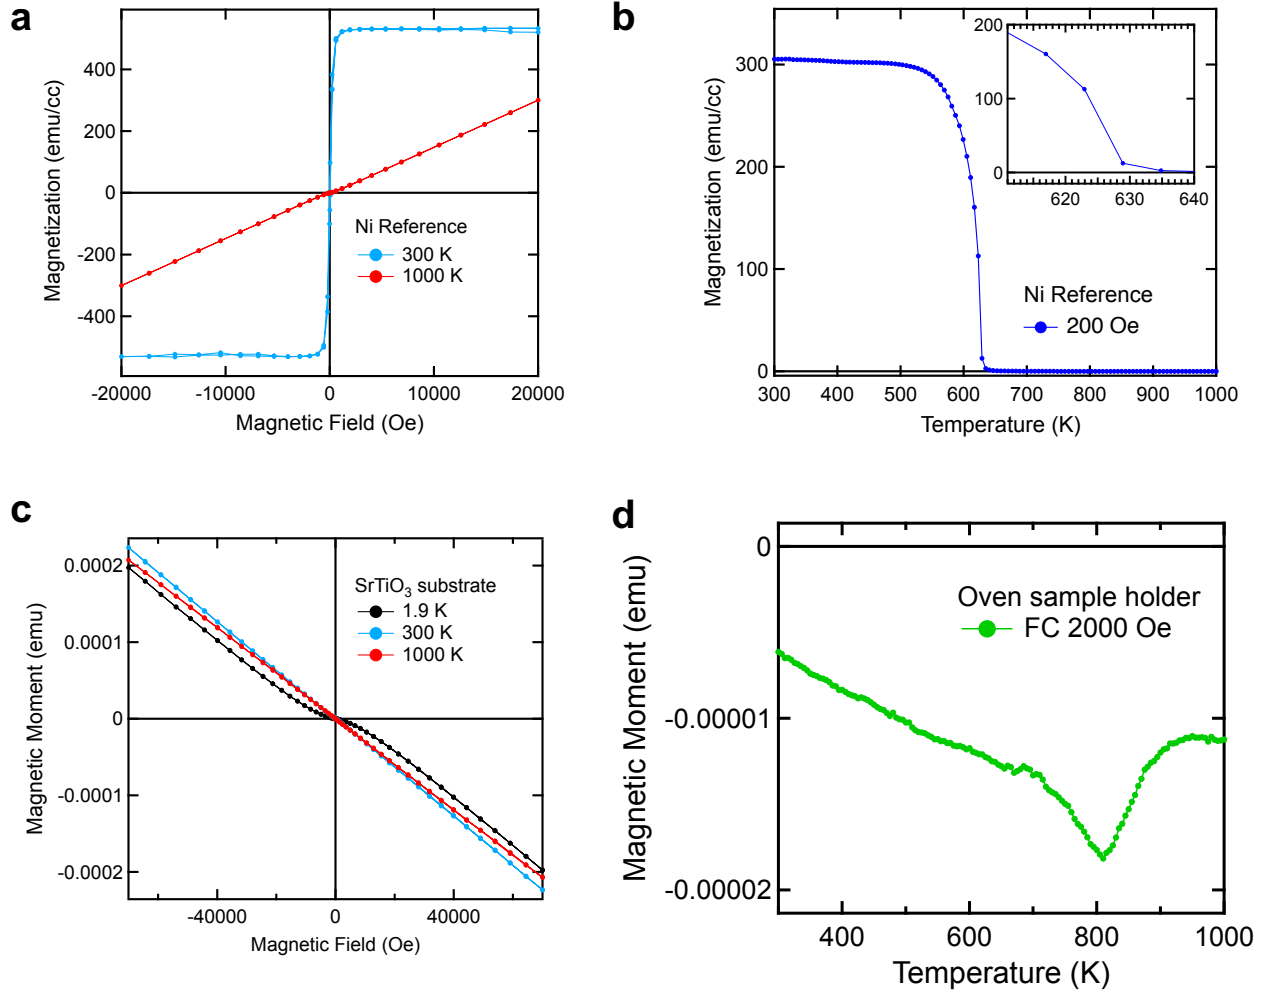 a
Magnetization (emu/cc)
400
200
0
-200
-400
-20000
-10000
0
10000
20000
Magnetic Field (Oe)
Ni Reference
300 K
1000 K
b
Magnetization (emu/cc)
300
200
100
0
300
400
500
600
700
800
900
1000
Temperature (K)
200
100
0
620
630
640
Ni Reference
200 Oe
c
Magnetic Moment (emu)
0.0002
0.0001
0
-0.0001
-0.0002
-40000
0
40000
Magnetic Field (Oe)
SrTiO3 substrate
1.9 K
300 K
1000 K
d
Magnetic Moment (emu)
0
-0.00001
-0.00002
400
600
800
1000
Temperature (K)
Oven sample holder
FC 2000 Oe